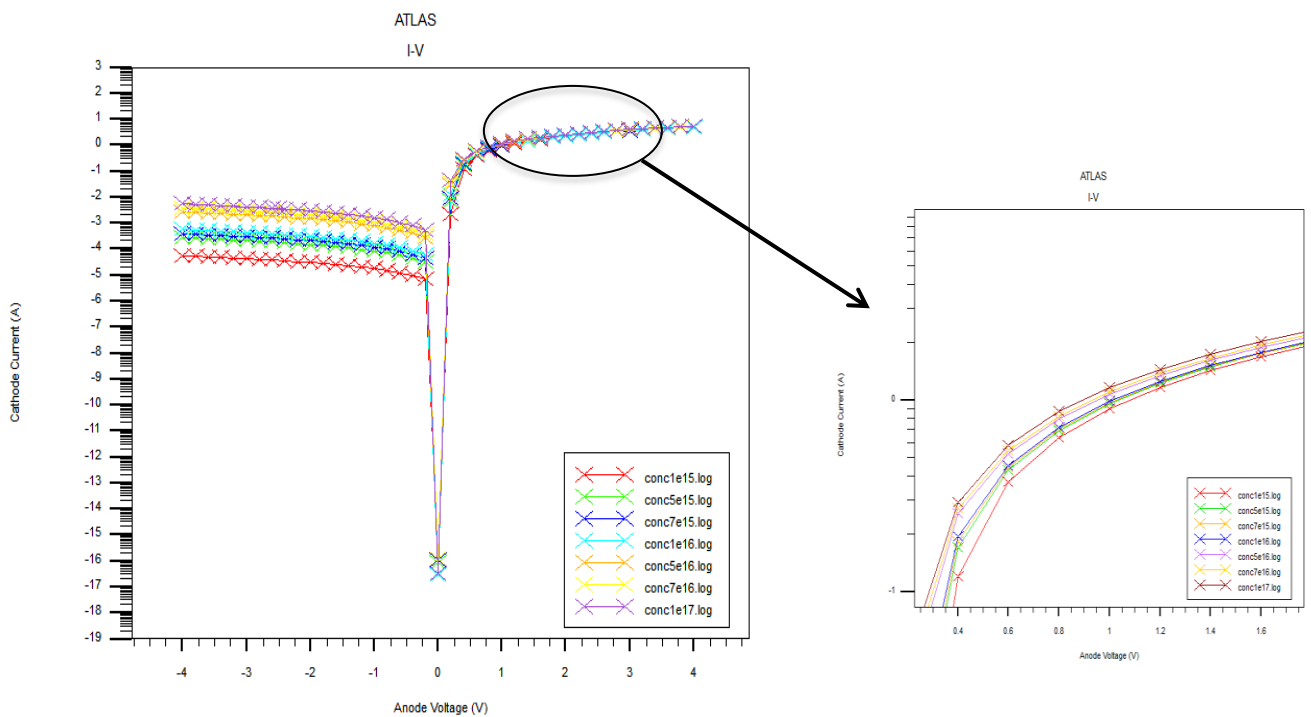 ATLAS
I-V
3
2
1
0
-1
-2
-3
-4
-5
-6
-7
-8
-9
-10
-11
-12
-13
-14
-15
-16
-17
-18
-19
Cathode Current (A)
conc1e15.log
conc5e15.log
conc7e15.log
conc1e16.log
conc5e16.log
conc7e16.log
conc1e17.log
-4 -3 -2 -1 0 1 2 3 4
Anode Voltage (V)
ATLAS
I-V
0
-1
Cathode Current (A)
conc1e15.log
conc5e15.log
conc7e15.log
conc1e16.log
conc5e16.log
conc7e16.log
conc1e17.log
0.4 0.6 0.8 1 1.2 1.4 1.6
Anode Voltage (V)